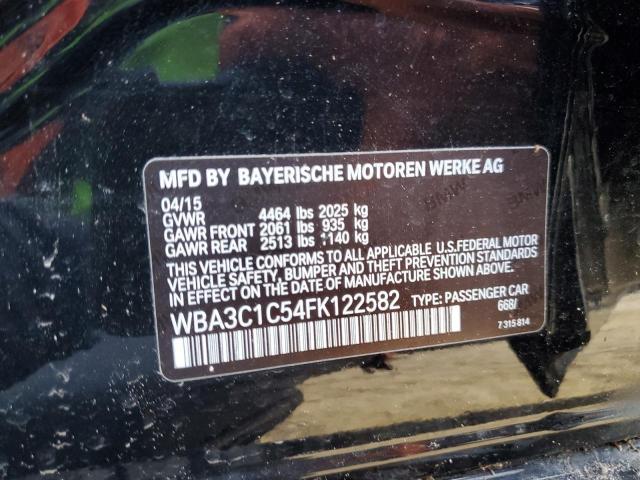 MFD BY BAYERISCHE MOTOREN WERKE AG
04/15
GVWR 4464 lbs 2025 kg
GAWR FRONT 2061 lbs 935 kg
GAWR REAR 2513 lbs 1140 kg
THIS VEHICLE CONFORMS TO ALL APPLICABLE U.S.FEDERAL MOTOR
VEHICLE SAFETY, BUMPER AND THEFT PREVENTION STANDARDS
IN EFFECT ON THE DATE OF MANUFACTURE SHOWN ABOVE.
WBA3C1C54FK122582 TYPE: PASSENGER CAR
668/
7 315 814